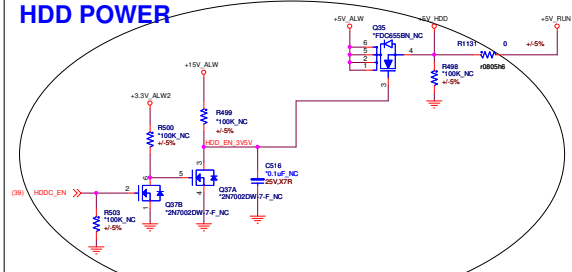 HDD POWER
+5V_ALW
Q35
*FDC655BN_NC
+5V_HDD
+5V_RUN
6
5
2
1
4
3
R1131
0
+/-5%
r0805h6
R498
*100K_NC
+/-5%
+15V_ALW
+3.3V_ALW2
R499
*100K_NC
+/-5%
R500
*100K_NC
+/-5%
HDD_EN_3V5V
C516
*0.1uF_NC
25V,X7R
3
5
4
Q37A
*2N7002DW-7-F_NC
(39)
HDDC_EN
2
6
1
Q37B
*2N7002DW-7-F_NC
R503
*100K_NC
+/-5%